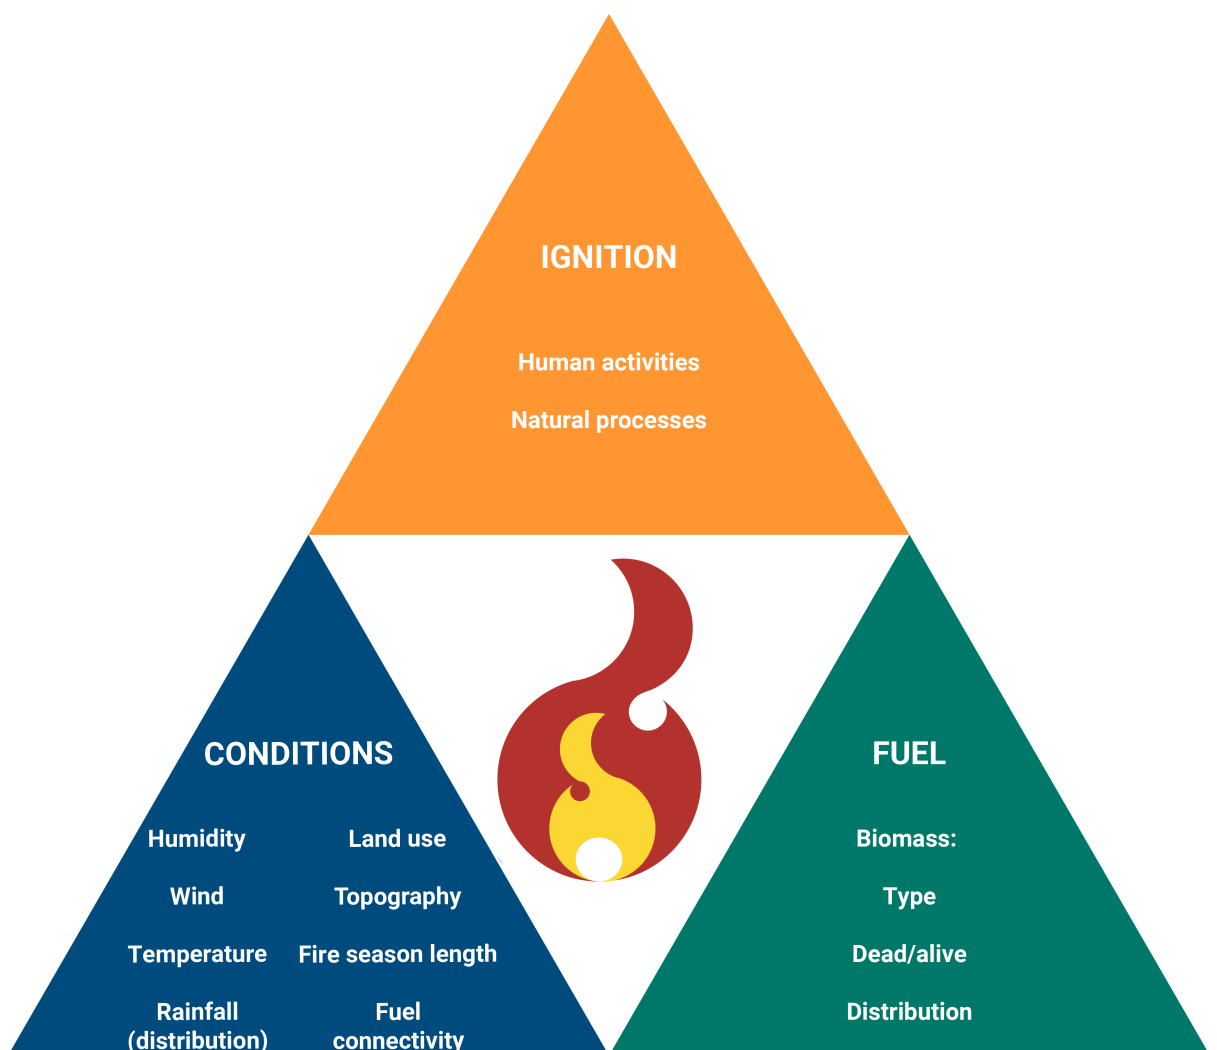 IGNITION
Human activities
Natural processes
CONDITIONS
Humidity
Wind
Temperature
Rainfall
(distribution)
Land use
Topography
Fire season length
Fuel
connectivity
FUEL
Biomass:
Type
Dead/alive
Distribution